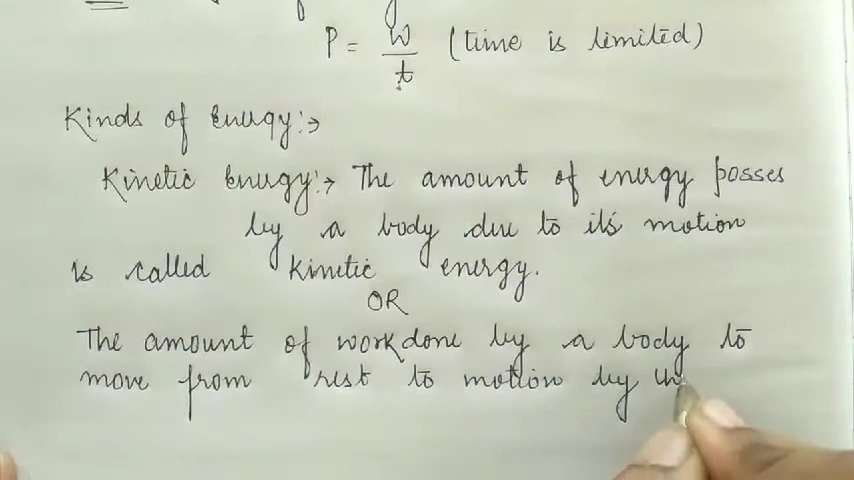 P = W/t (time is limited)
Kinds of Energy:→
Kinetic Energy:→ The amount of energy posses
by a body due to its motion
is called kinetic energy.
OR
The amount of workdone by a body to
move from rest to motion by